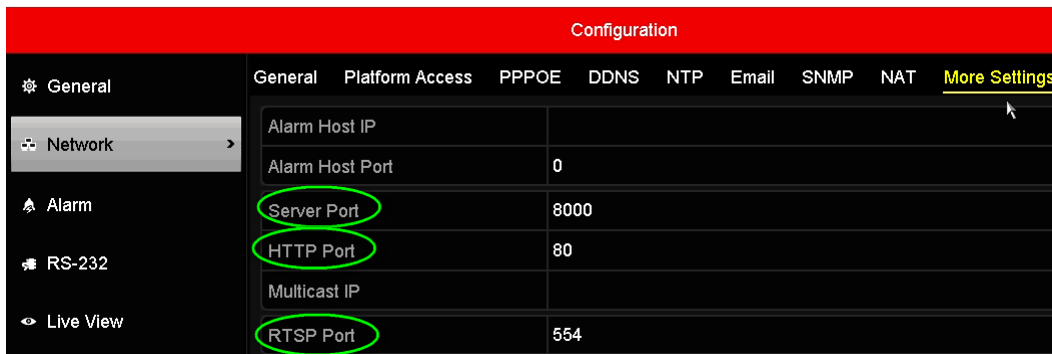 Configuration
General Platform Access PPPOE DDNS NTP Email SNMP NAT More Settings
General
Network
Alarm
RS-232
Live View
Alarm Host IP
Alarm Host Port 0
Server Port 8000
HTTP Port 80
Multicast IP
RTSP Port 554